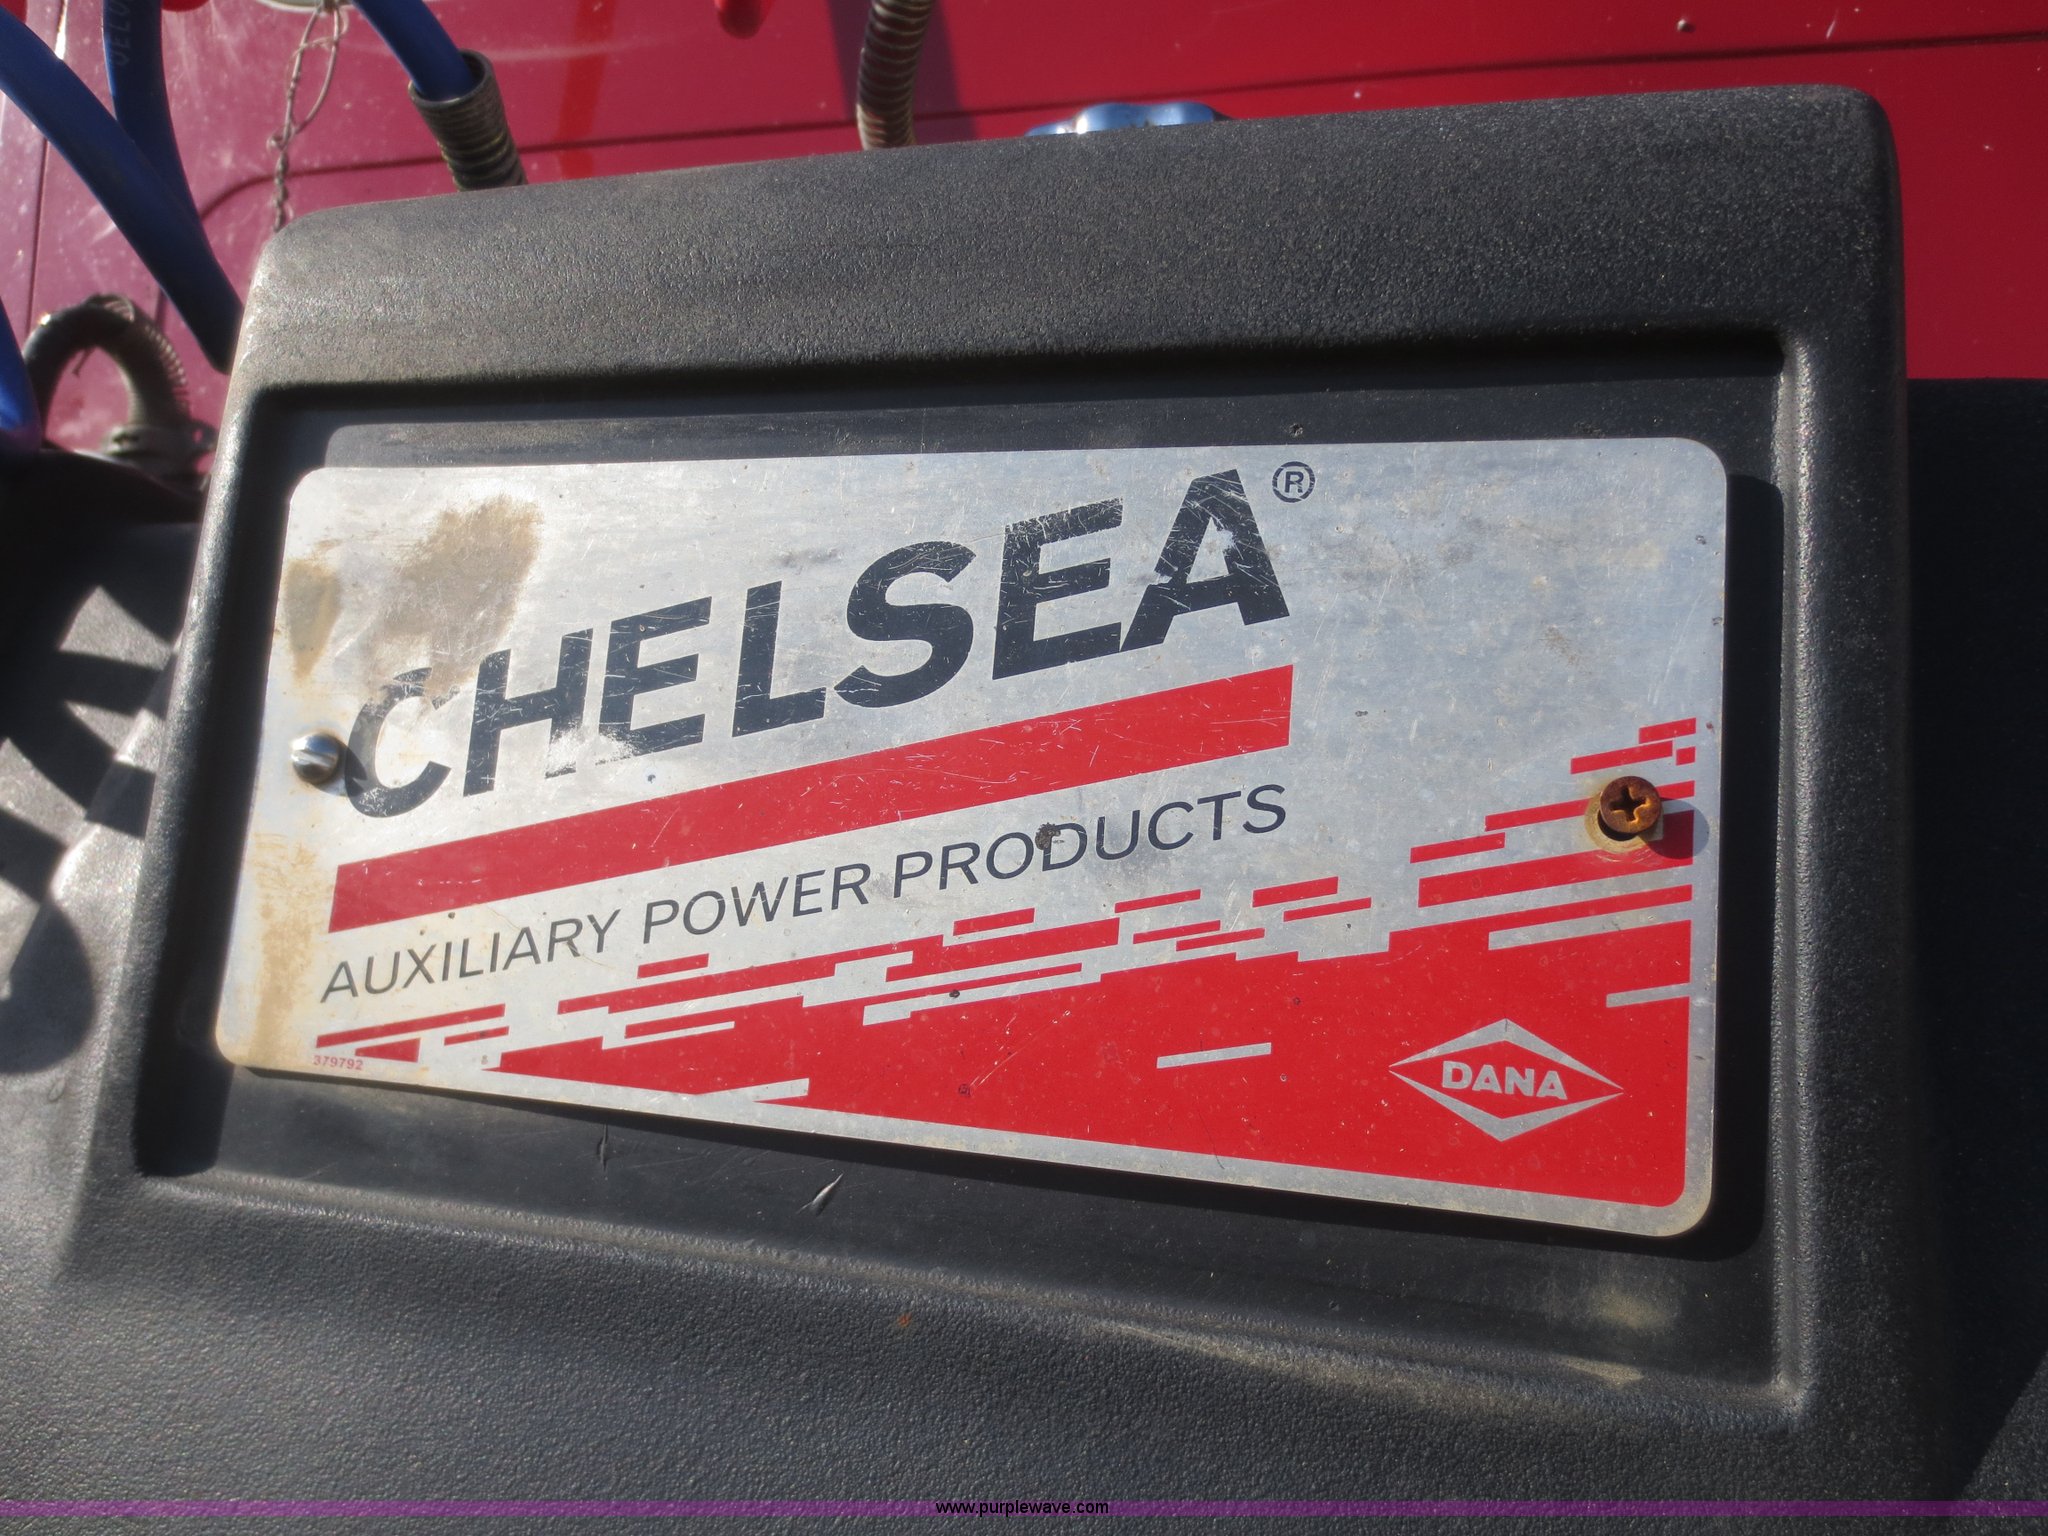 CHELSEA®
AUXILIARY POWER PRODUCTS
379792
DANA
www.purplewave.com